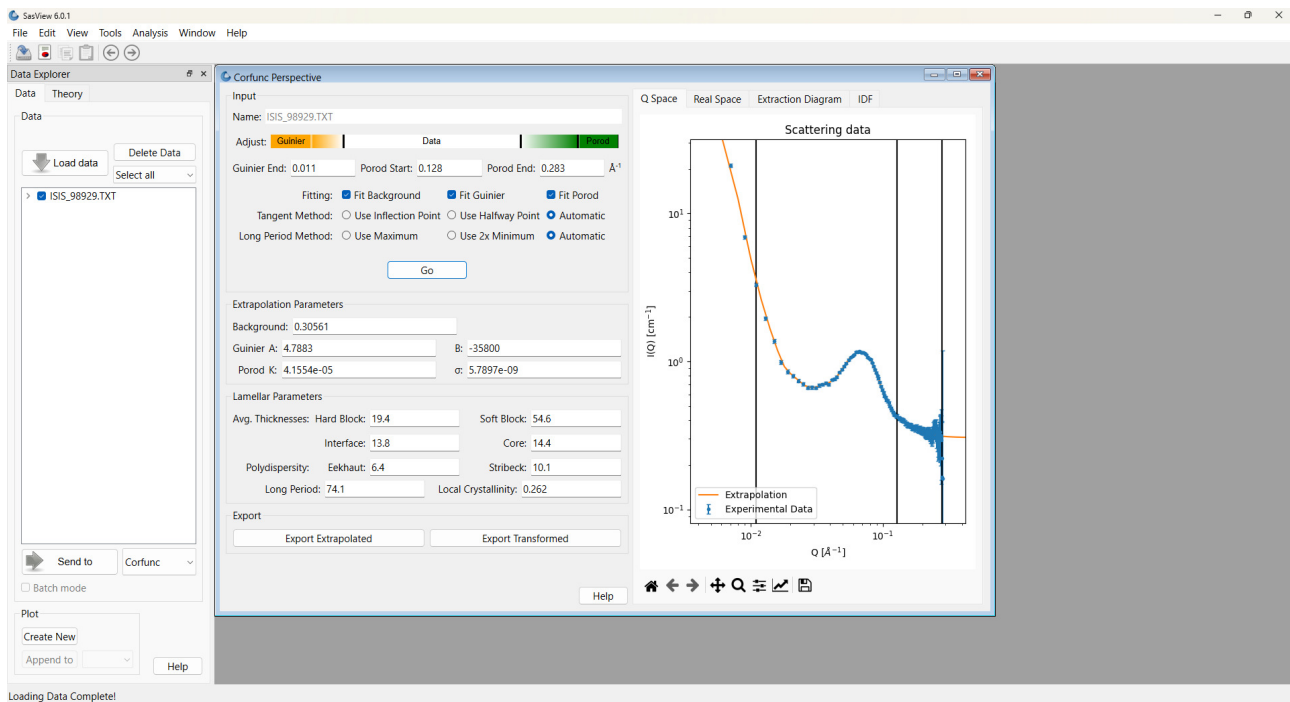 SasView 6.0.1
File Edit View Tools Analysis Window Help
Data Explorer
Data Theory
Data
Load data
Delete Data
Select all
ISIS_98929.TXT
Send to
Corfunc
Batch mode
Plot
Create New
Append to
Help
Loading Data Complete!
Corfunc Perspective
Input
Name: ISIS_98929.TXT
Adjust: Guinier Data Porod
Guinier End: 0.011 Porod Start: 0.128 Porod End: 0.283 Å⁻¹
Fitting: Fit Background Fit Guinier Fit Porod
Tangent Method: Use Inflection Point Use Halfway Point Automatic
Long Period Method: Use Maximum Use 2x Minimum Automatic
Go
Extrapolation Parameters
Background: 0.30561
Guinier A: 4.7883 B: -35800
Porod K: 4.1554e-05 σ: 5.7897e-09
Lamellar Parameters
Avg. Thicknesses: Hard Block: 19.4 Soft Block: 54.6
Interface: 13.8 Core: 14.4
Polydispersity: Eekhaut: 6.4 Stribeck: 10.1
Long Period: 74.1 Local Crystallinity: 0.262
Export
Export Extrapolated Export Transformed
Help
Q Space Real Space Extraction Diagram IDF
Scattering data
I(Q) [cm⁻¹]
10¹
10⁰
10⁻¹
Extrapolation
Experimental Data
10⁻² 10⁻¹
Q [Å⁻¹]